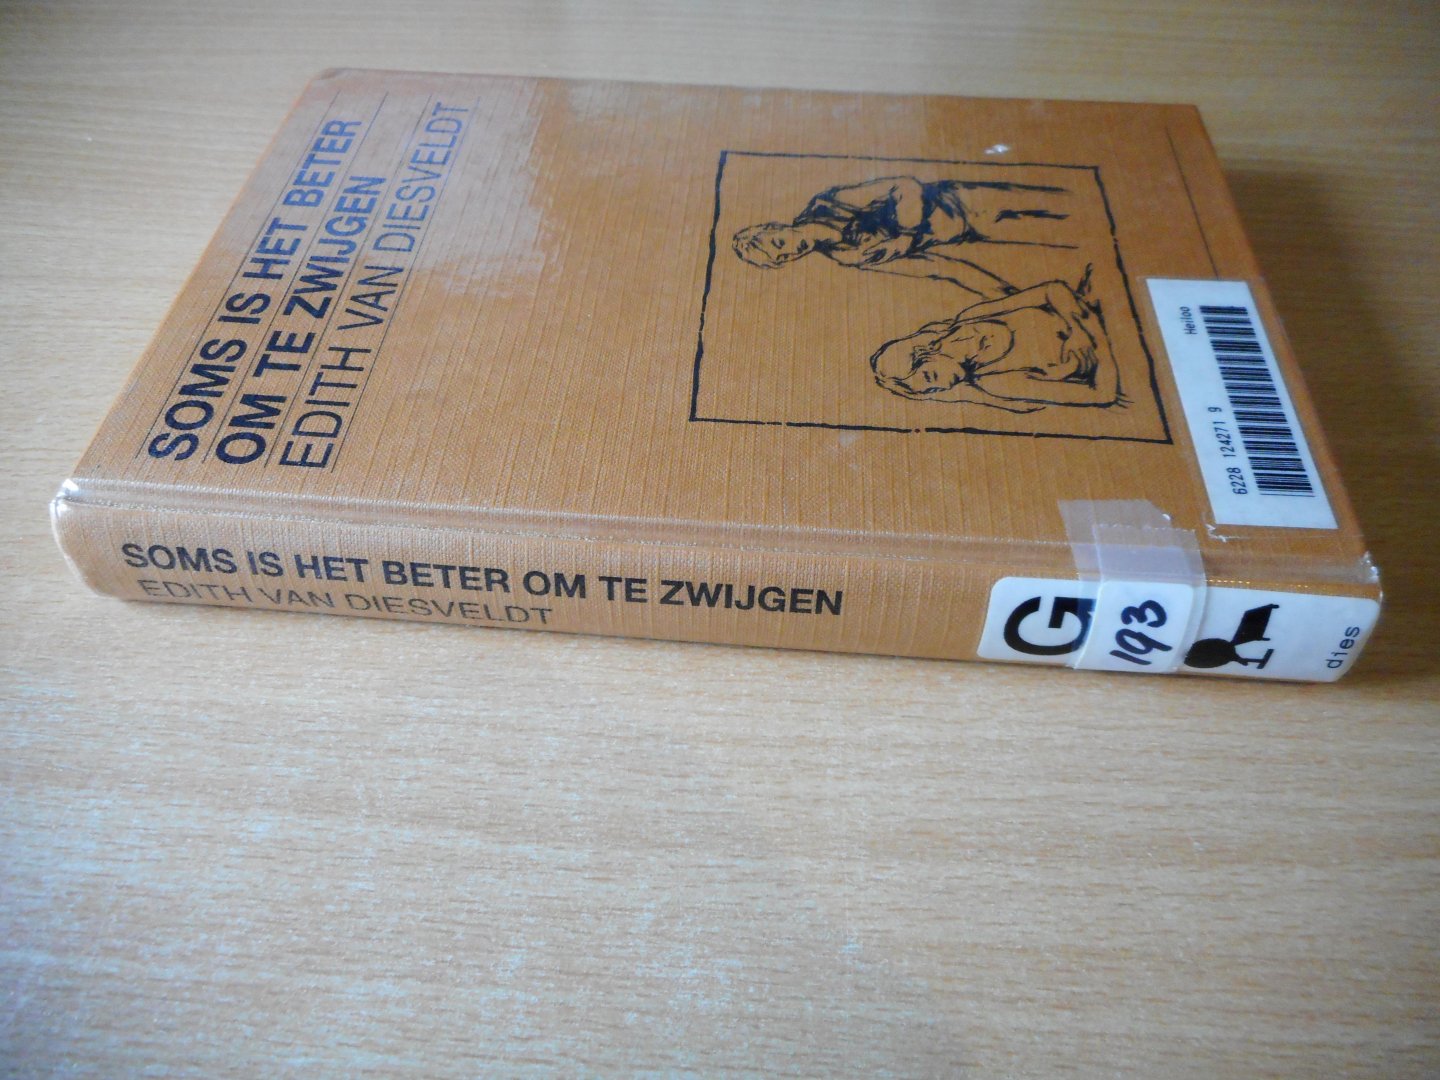 SOMS IS HET BETER
OM TE ZWIJGEN
EDITH VAN DIESVELDT
Heiloo
6228 124271 9
SOMS IS HET BETER OM TE ZWIJGEN
EDITH VAN DIESVELDT
G
193
dies